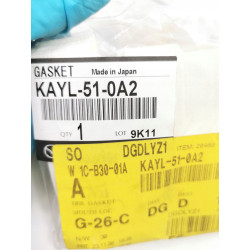 GASKET Made in Japan
KAYL-51-0A2
QTY 1 LOT 9K11
SO DGDLYZ1
W 1C-B30-01A KAYL-51-0A2
A
G-26-C DG D